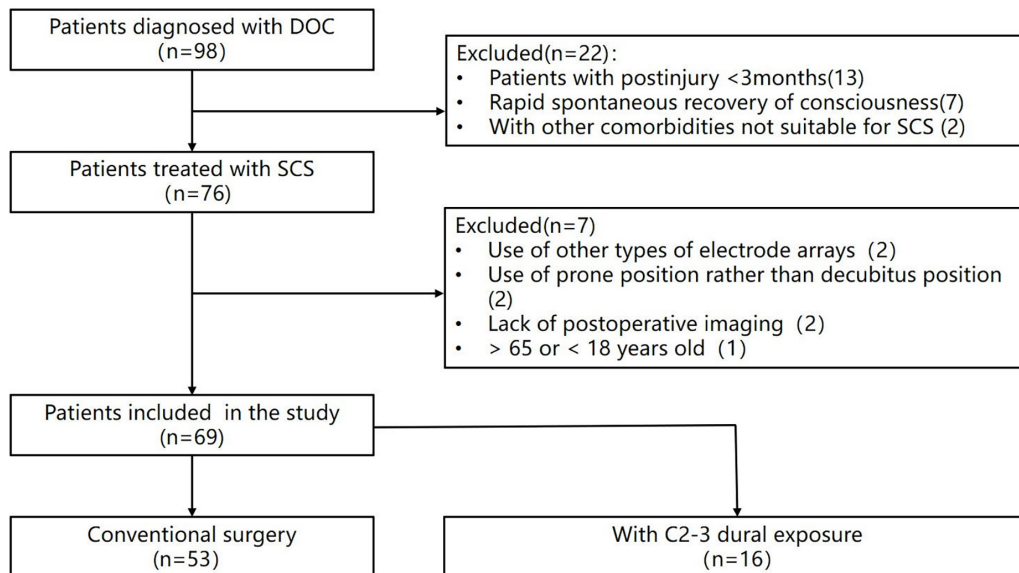 Patients diagnosed with DOC
(n=98)
Excluded(n=22):
• Patients with postinjury <3months(13)
• Rapid spontaneous recovery of consciousness(7)
• With other comorbidities not suitable for SCS (2)
Patients treated with SCS
(n=76)
Excluded(n=7)
• Use of other types of electrode arrays（2）
• Use of prone position rather than decubitus position
(2)
• Lack of postoperative imaging（2）
• > 65 or < 18 years old（1）
Patients included in the study
(n=69)
Conventional surgery
(n=53)
With C2-3 dural exposure
(n=16)